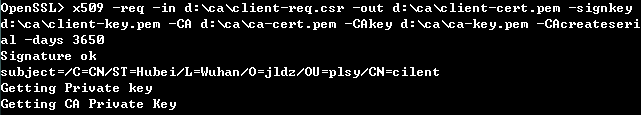 OpenSSL> x509 -req -in d:\ca\client-req.csr -out d:\ca\client-cert.pem -signkey
d:\ca\client-key.pem -CA d:\ca\ca-cert.pem -CAkey d:\ca\ca-key.pem -CAcreateseri
al -days 3650
Signature ok
subject=/C=CN/ST=Hubei/L=Wuhan/O=jldz/OU=plsy/CN=cilent
Getting Private key
Getting CA Private Key